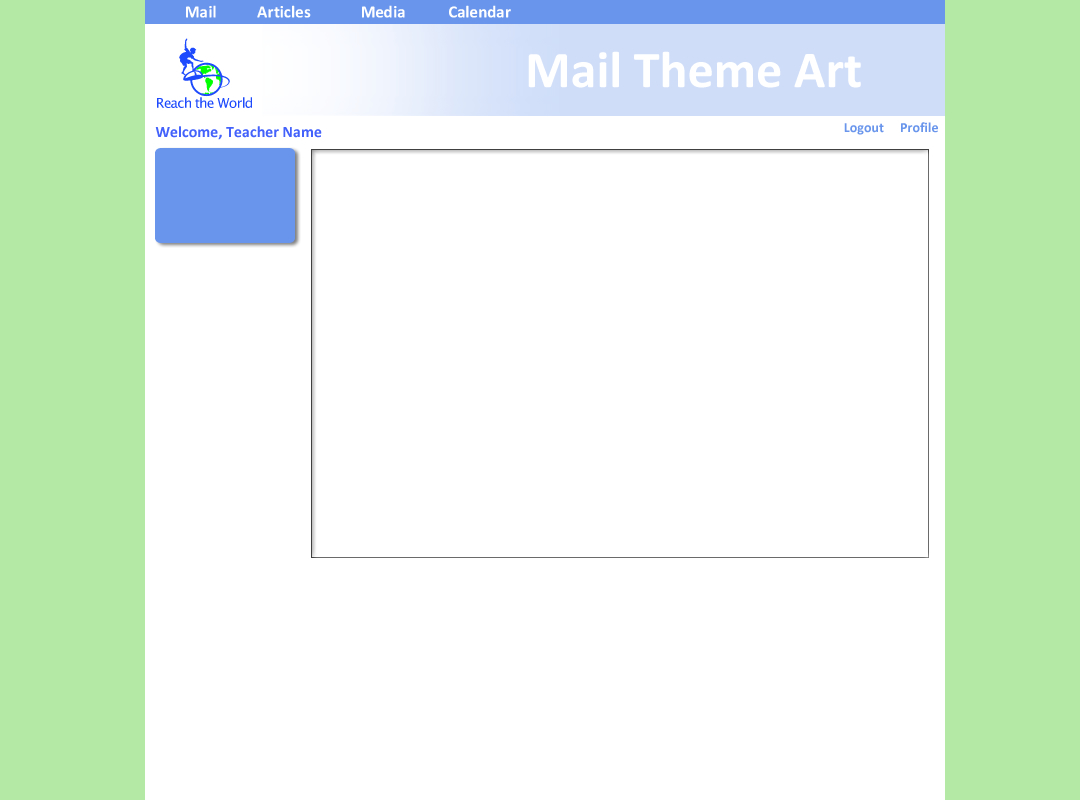 Mail Articles Media Calendar
Mail Theme Art
Reach the World
Welcome, Teacher Name
Logout Profile